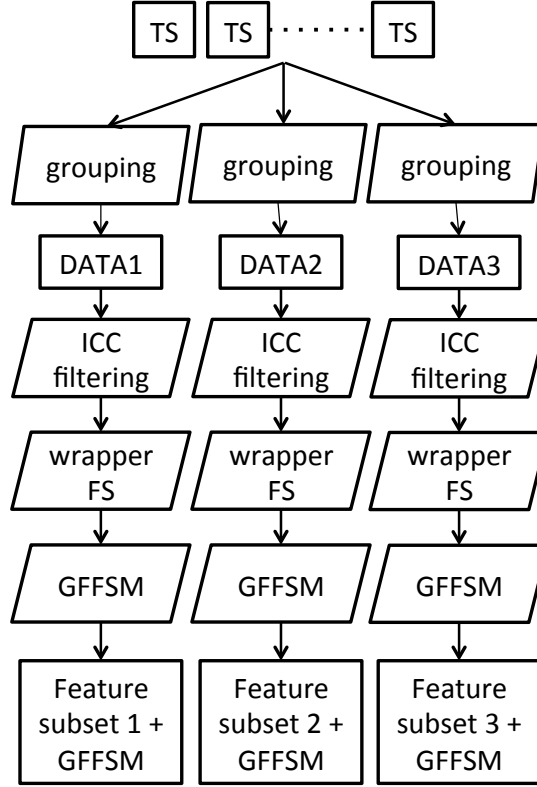 TS TS TS
grouping grouping grouping
DATA1 DATA2 DATA3
ICC ICC ICC
filtering filtering filtering
wrapper wrapper wrapper
FS FS FS
GFFSM GFFSM GFFSM
Feature Feature Feature
subset 1 + subset 2 + subset 3 +
GFFSM GFFSM GFFSM